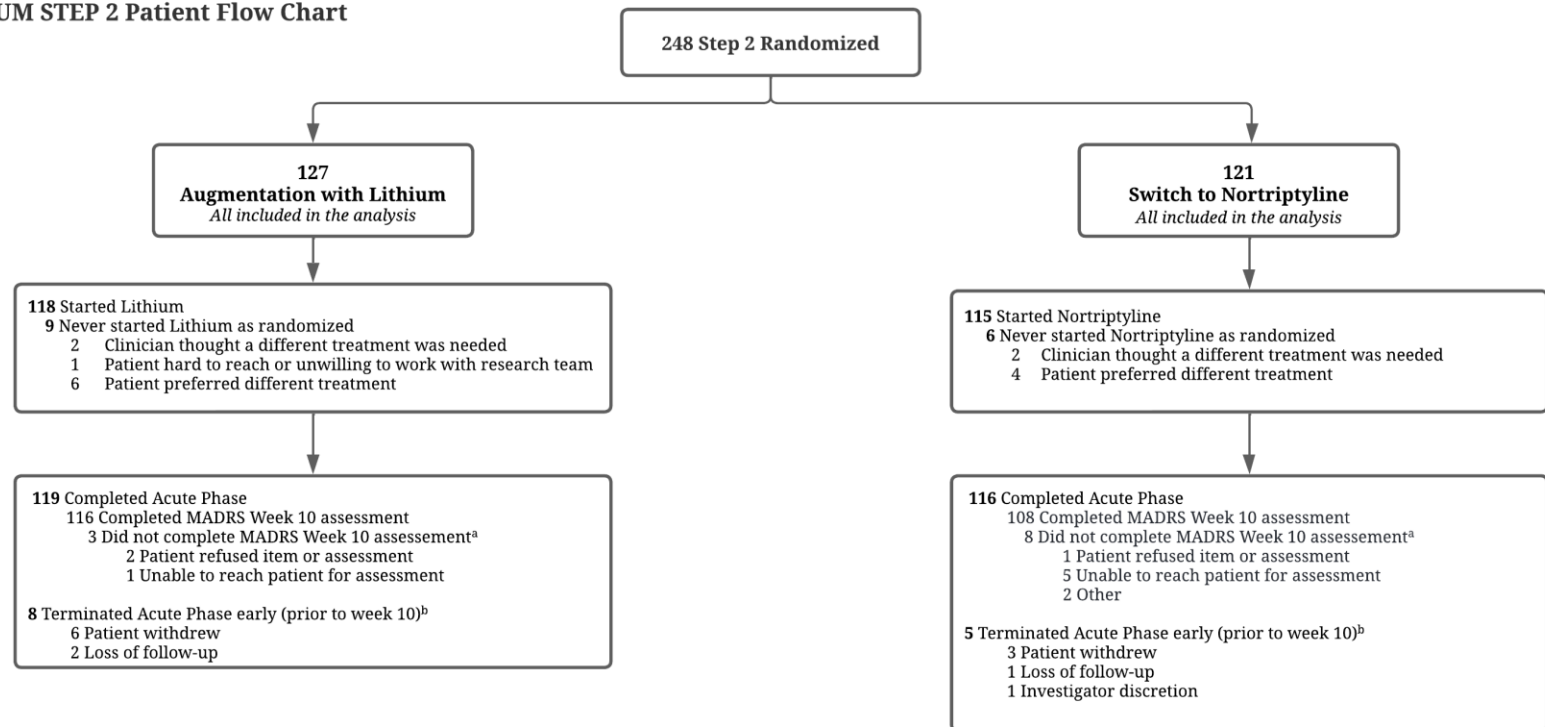 UM STEP 2 Patient Flow Chart
248 Step 2 Randomized
127
Augmentation with Lithium
All included in the analysis
118 Started Lithium
9 Never started Lithium as randomized
2 Clinician thought a different treatment was needed
1 Patient hard to reach or unwilling to work with research team
6 Patient preferred different treatment
119 Completed Acute Phase
116 Completed MADRS Week 10 assessment
3 Did not complete MADRS Week 10 assessementᵃ
2 Patient refused item or assessment
1 Unable to reach patient for assessment
8 Terminated Acute Phase early (prior to week 10)ᵇ
6 Patient withdrew
2 Loss of follow-up
121
Switch to Nortriptyline
All included in the analysis
115 Started Nortriptyline
6 Never started Nortriptyline as randomized
2 Clinician thought a different treatment was needed
4 Patient preferred different treatment
116 Completed Acute Phase
108 Completed MADRS Week 10 assessment
8 Did not complete MADRS Week 10 assessementᵃ
1 Patient refused item or assessment
5 Unable to reach patient for assessment
2 Other
5 Terminated Acute Phase early (prior to week 10)ᵇ
3 Patient withdrew
1 Loss of follow-up
1 Investigator discretion